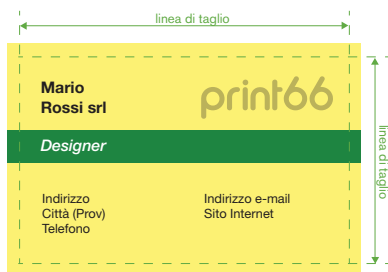 linea di taglio
Mario
Rossi srl
print66
linea di taglio
Designer
Indirizzo
Città (Prov)
Telefono
Indirizzo e-mail
Sito Internet